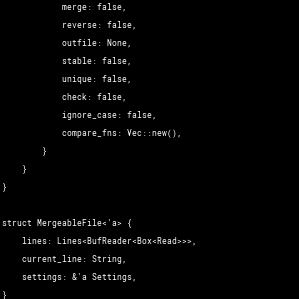 merge: false,
            reverse: false,
            outfile: None,
            stable: false,
            unique: false,
            check: false,
            ignore_case: false,
            compare_fns: Vec::new(),
        }
    }
}

struct MergeableFile<'a> {
    lines: Lines<BufReader<Box<Read>>>,
    current_line: String,
    settings: &'a Settings,
}